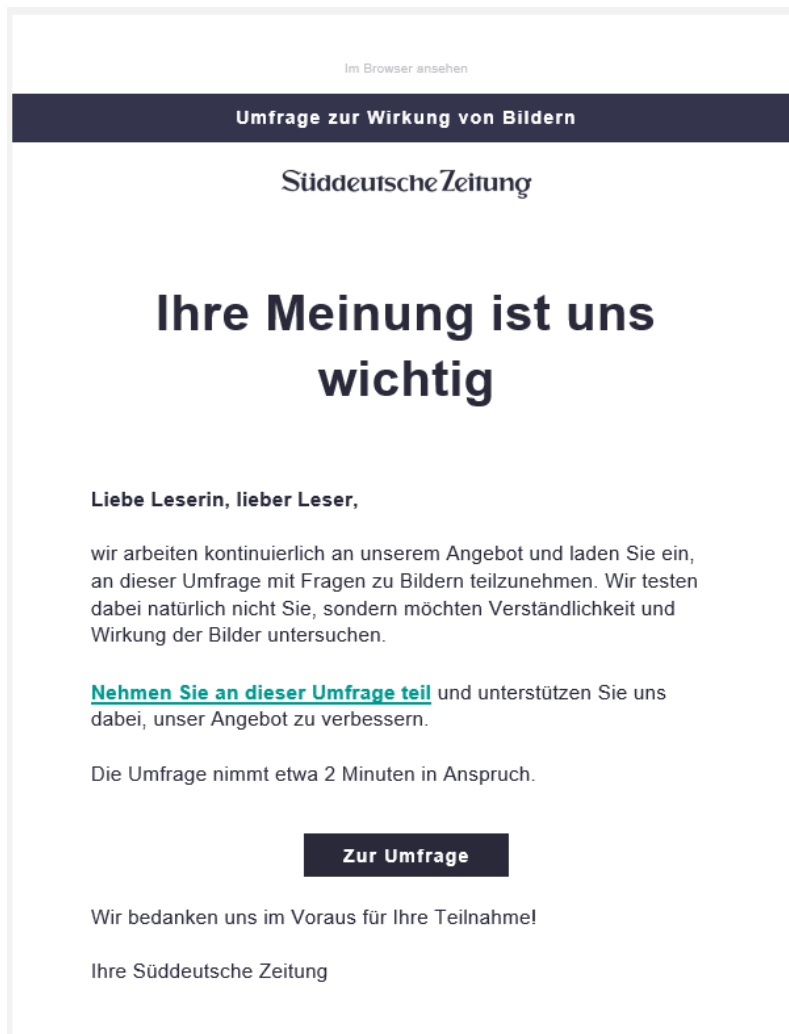 Im Browser ansehen
Umfrage zur Wirkung von Bildern
Süddeutsche Zeitung
Ihre Meinung ist uns
wichtig
Liebe Leserin, lieber Leser,
wir arbeiten kontinuierlich an unserem Angebot und laden Sie ein,
an dieser Umfrage mit Fragen zu Bildern teilzunehmen. Wir testen
dabei natürlich nicht Sie, sondern möchten Verständlichkeit und
Wirkung der Bilder untersuchen.
Nehmen Sie an dieser Umfrage teil und unterstützen Sie uns
dabei, unser Angebot zu verbessern.
Die Umfrage nimmt etwa 2 Minuten in Anspruch.
Zur Umfrage
Wir bedanken uns im Voraus für Ihre Teilnahme!
Ihre Süddeutsche Zeitung